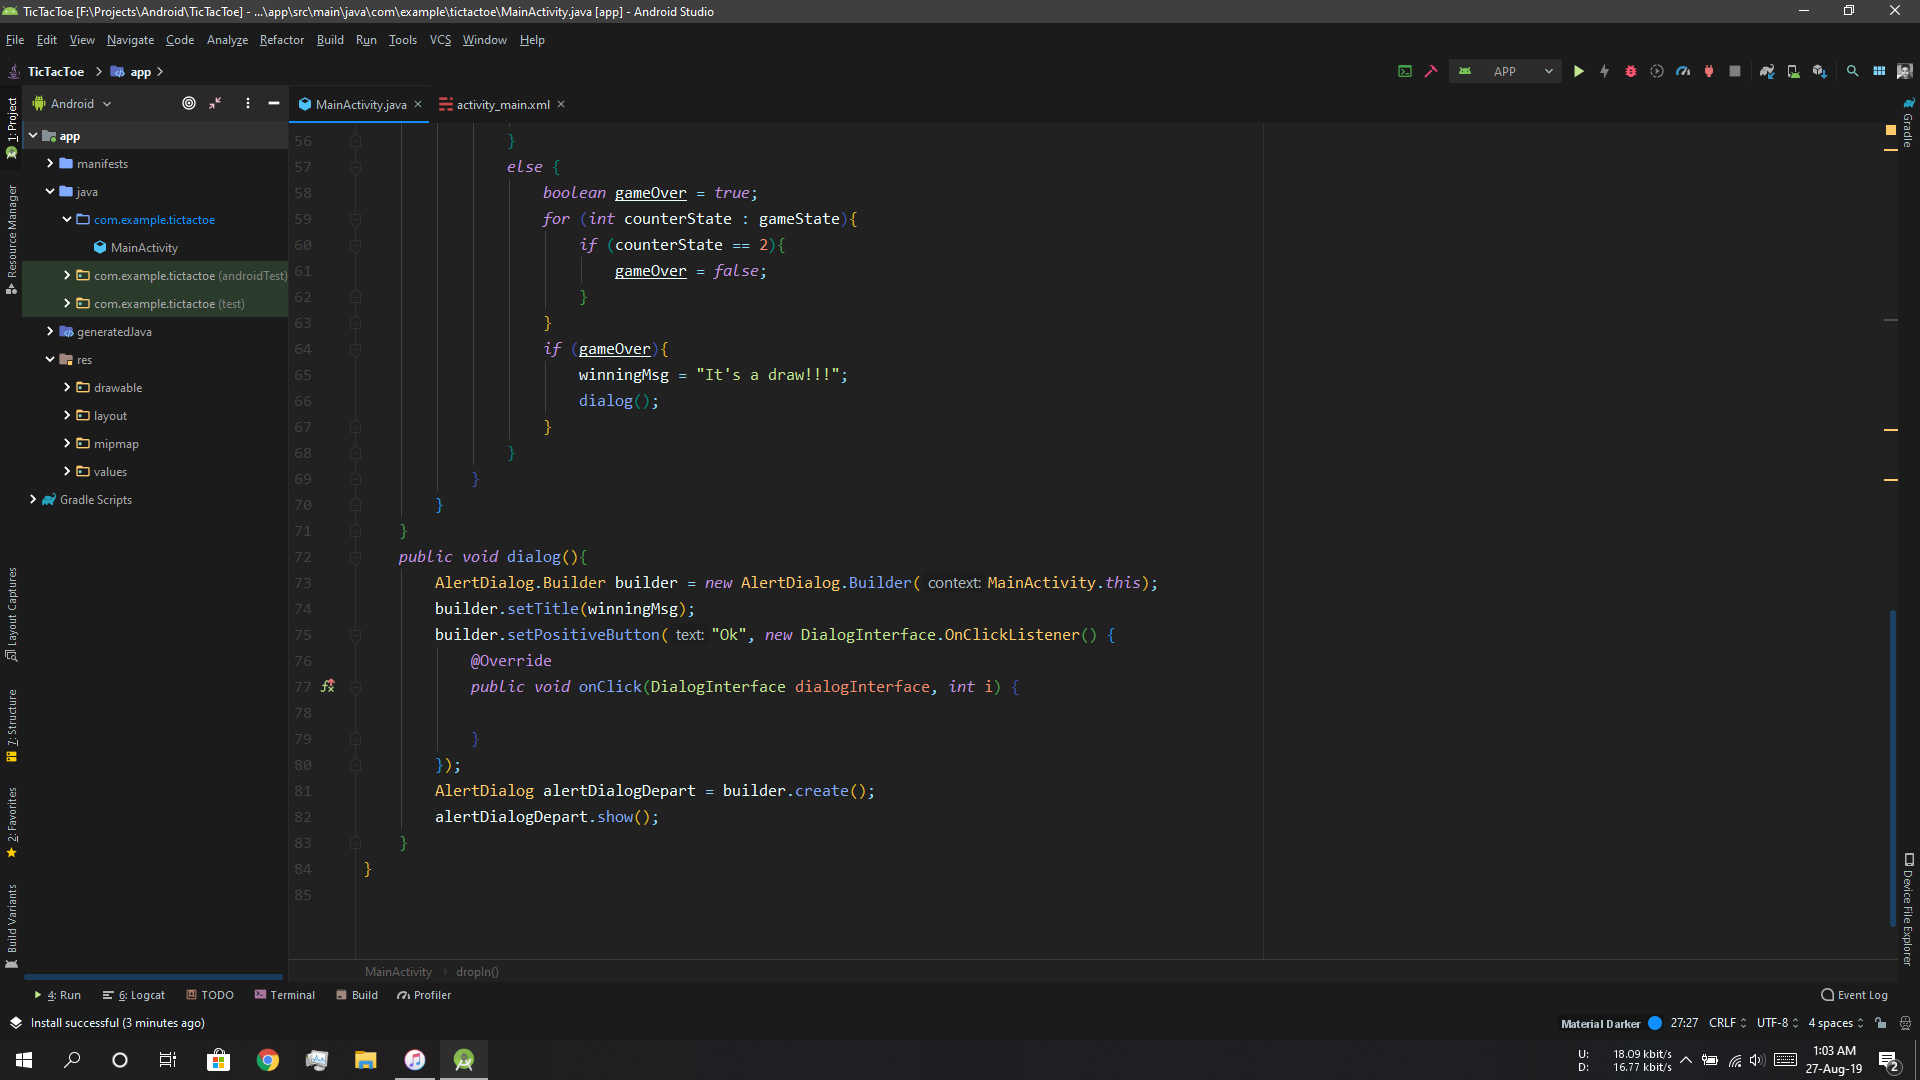 TicTacToe [F:\Projects\Android\TicTacToe] - ...\app\src\main\java\com\example\tictactoe\MainActivity.java [app] - Android Studio
File Edit View Navigate Code Analyze Refactor Build Run Tools VCS Window Help
TicTacToe app
APP
1: Project
Resource Manager
Layout Captures
7: Structure
2: Favorites
Build Variants
Android
app
manifests
java
com.example.tictactoe
MainActivity
com.example.tictactoe (androidTest)
com.example.tictactoe (test)
generatedJava
res
drawable
layout
mipmap
values
Gradle Scripts
MainActivity.java activity_main.xml
56 }
57 else {
58 boolean gameOver = true;
59 for (int counterState : gameState){
60 if (counterState == 2){
61 gameOver = false;
62 }
63 }
64 if (gameOver){
65 winningMsg = "It's a draw!!!";
66 dialog();
67 }
68 }
69 }
70 }
71 }
72 public void dialog(){
73 AlertDialog.Builder builder = new AlertDialog.Builder( context: MainActivity.this);
74 builder.setTitle(winningMsg);
75 builder.setPositiveButton( text: "Ok", new DialogInterface.OnClickListener() {
76 @Override
77 public void onClick(DialogInterface dialogInterface, int i) {
78
79 }
80 });
81 AlertDialog alertDialogDepart = builder.create();
82 alertDialogDepart.show();
83 }
84 }
85
MainActivity dropIn()
Gradle
Device File Explorer
4: Run 6: Logcat TODO Terminal Build Profiler Event Log
Install successful (3 minutes ago) Material Darker 27:27 CRLF UTF-8 4 spaces
U: 18.09 kbit/s
D: 16.77 kbit/s
1:03 AM
27-Aug-19
2